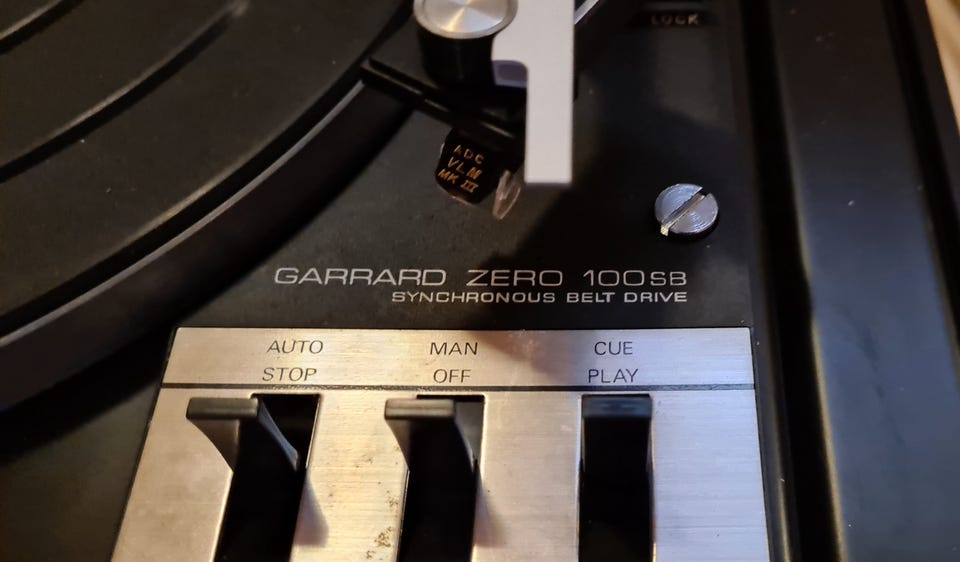 LOCK
ADC
VLM
MK III
GARRARD ZERO 100SB
SYNCHRONOUS BELT DRIVE
AUTO MAN CUE
STOP OFF PLAY